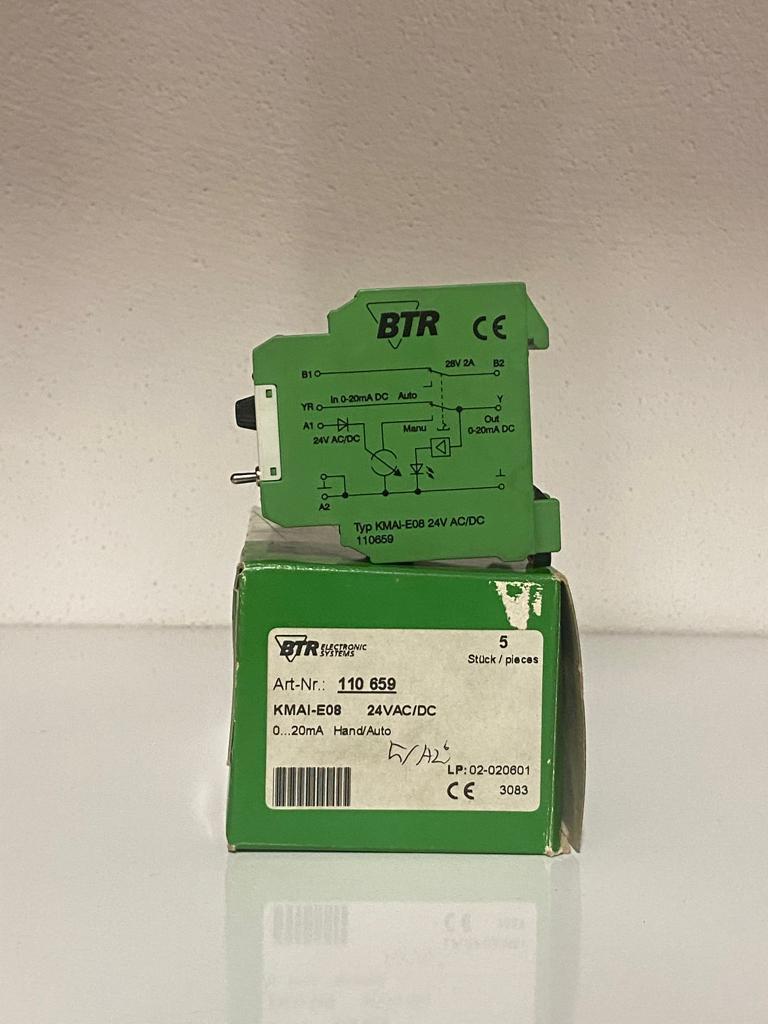 BTR CE
B1 28V 2A B2
YR In 0-20mA DC Auto Y
A1 Manu Out
24V AC/DC 0-20mA DC
A2
Typ KMAI-E08 24V AC/DC
110659
BTR ELECTRONIC
SYSTEMS
5
Stück / pieces
Art-Nr.: 110 659
KMAI-E08 24VAC/DC
0...20mA Hand/Auto
LP: 02-020601
CE 3083